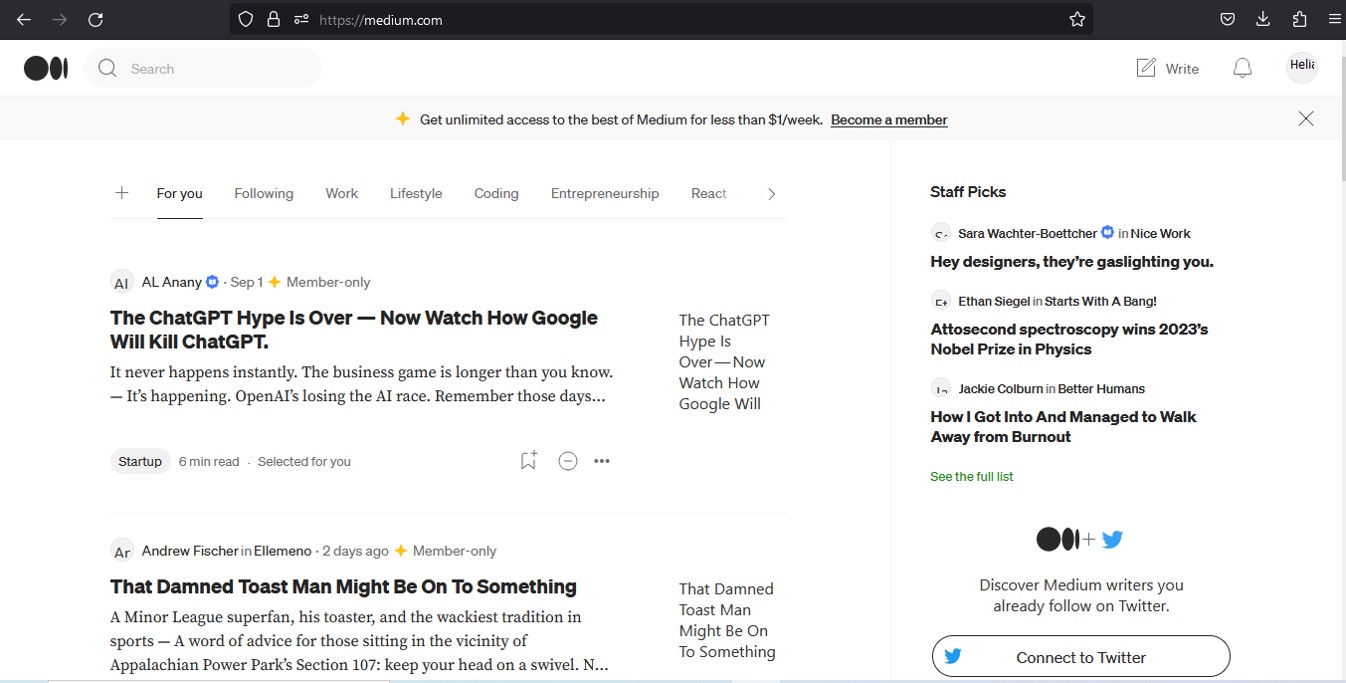 https://medium.com
Search
Write
Get unlimited access to the best of Medium for less than $1/week. Become a member
For you Following Work Lifestyle Coding Entrepreneurship React
AL Anany · Sep 1 Member-only
The ChatGPT Hype Is Over — Now Watch How Google
Will Kill ChatGPT.
It never happens instantly. The business game is longer than you know.
— It's happening. OpenAI's losing the AI race. Remember those days...
The ChatGPT
Hype Is
Over — Now
Watch How
Google Will
Startup 6 min read · Selected for you
Ar
Andrew Fischer in Ellemeno · 2 days ago Member-only
That Damned Toast Man Might Be On To Something
A Minor League superfan, his toaster, and the wackiest tradition in
sports — A word of advice for those sitting in the vicinity of
Appalachian Power Park's Section 107: keep your head on a swivel. N...
That Damned
Toast Man
Might Be On
To Something
Staff Picks
Sara Wachter-Boettcher in Nice Work
Hey designers, they're gaslighting you.
Ethan Siegel in Starts With A Bang!
Attosecond spectroscopy wins 2023's
Nobel Prize in Physics
Jackie Colburn in Better Humans
How I Got Into And Managed to Walk
Away from Burnout
See the full list
Discover Medium writers you
already follow on Twitter.
Connect to Twitter